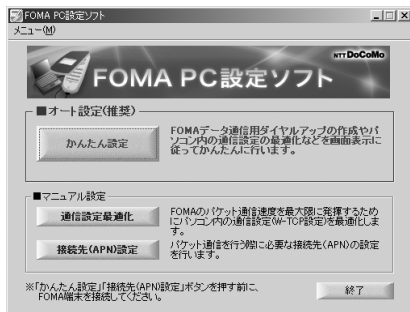 FOMA PC設定ソフト
メニュー(M)
NTT DoCoMo
FOMA PC設定ソフト
■オート設定(推奨)
かんたん設定
FOMAデータ通信用ダイヤルアップの作成やパ
ソコン内の通信設定の最適化などを画面表示に
従ってかんたんに行います。
■マニュアル設定
通信設定最適化
FOMAのパケット通信速度を最大限に発揮するため
にパソコン内の通信設定(W-TCP設定)を最適化しま
す。
接続先(APN)設定
パケット通信を行う際に必要な接続先(APN)の設定
を行います。
※「かんたん設定」「接続先(APN)設定」ボタンを押す前に、
FOMA端末を接続してください。
終了